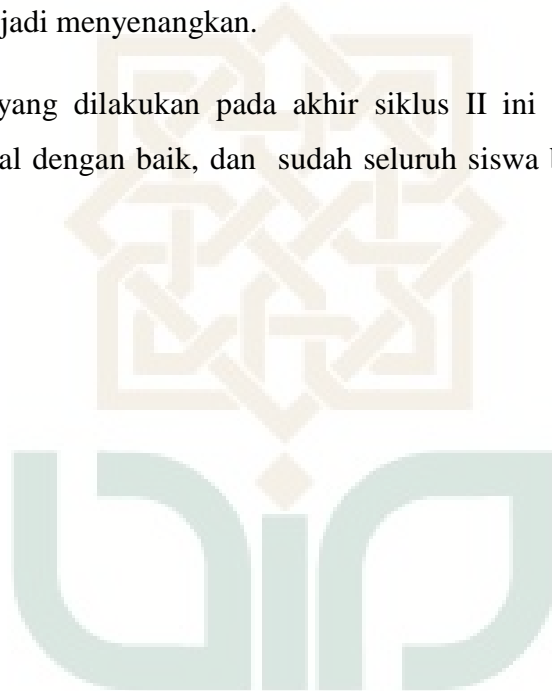 jadi menyenangkan.
yang dilakukan pada akhir siklus II ini
al dengan baik, dan sudah seluruh siswa